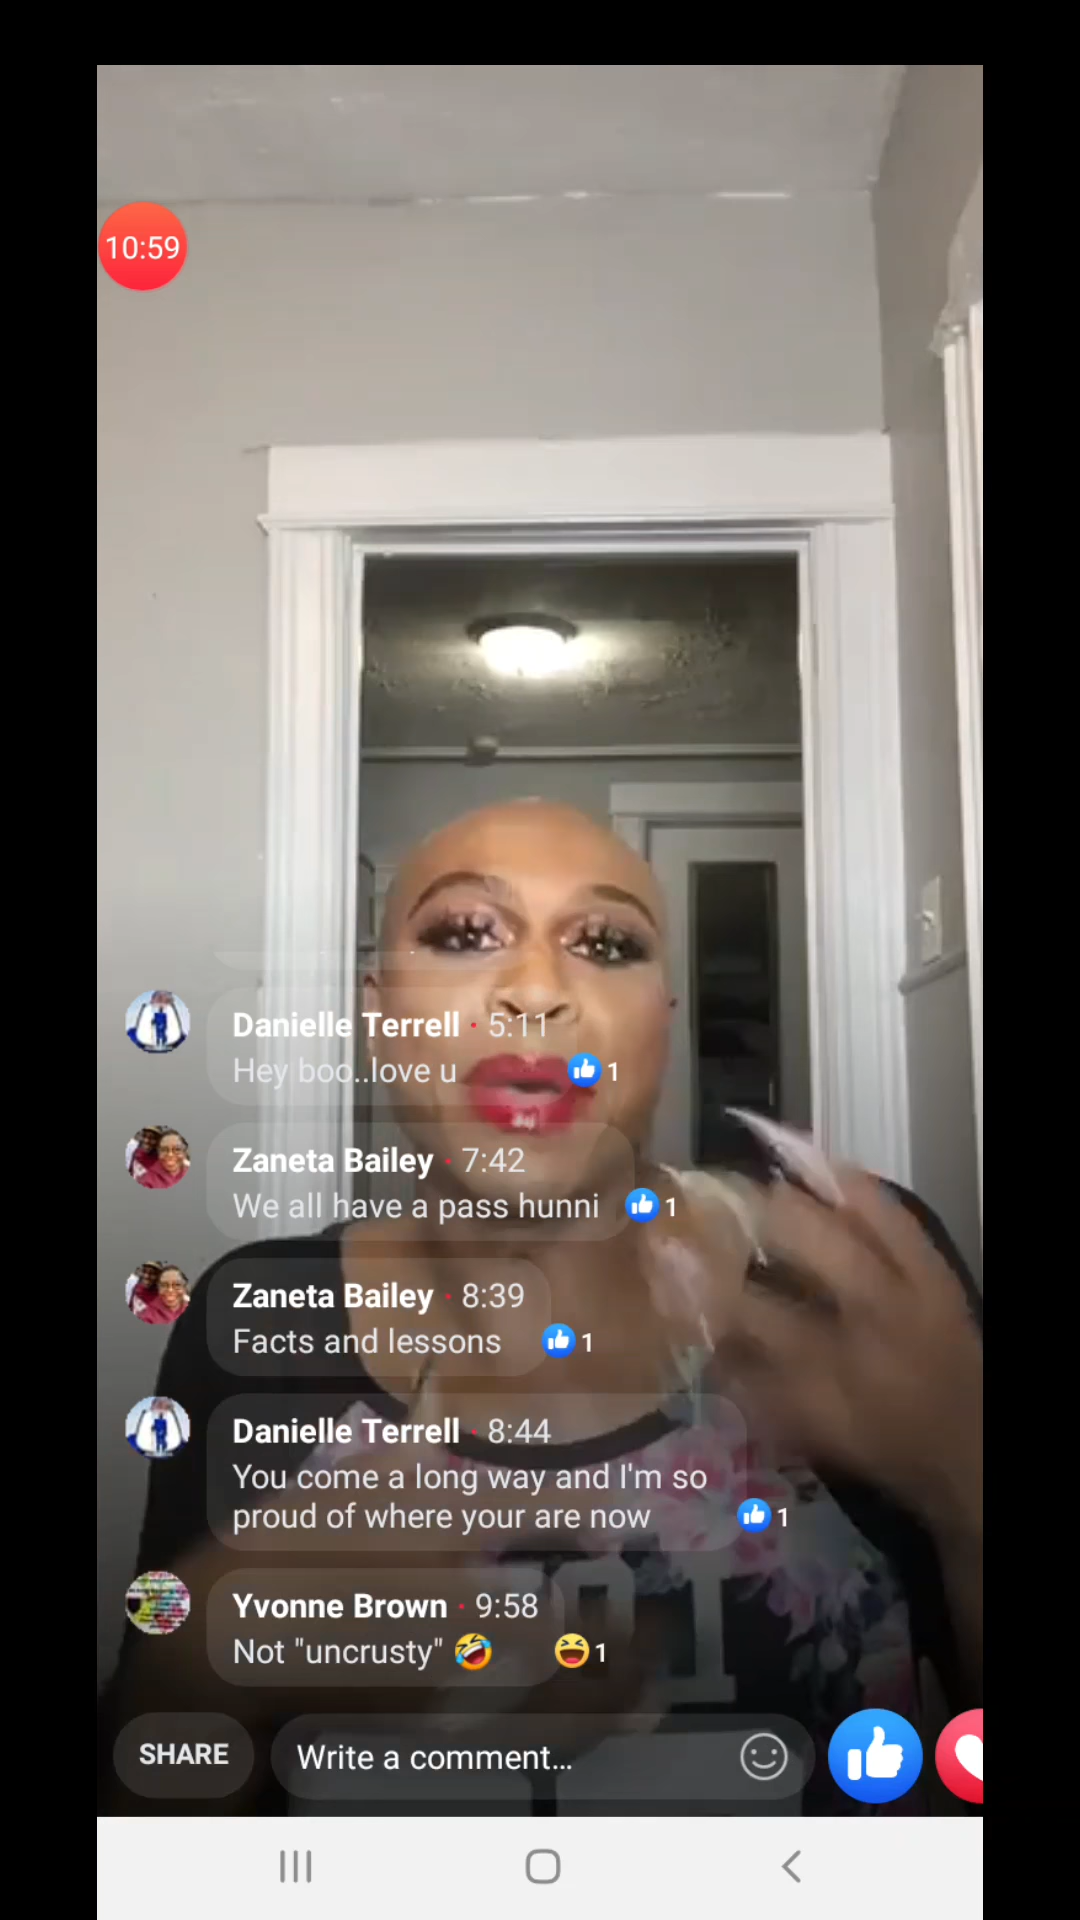 10:59
Danielle Terrell · 5:11
Hey boo..love u 1
Zaneta Bailey · 7:42
We all have a pass hunni 1
Zaneta Bailey · 8:39
Facts and lessons 1
Danielle Terrell · 8:44
You come a long way and I'm so
proud of where your are now 1
Yvonne Brown · 9:58
Not "uncrusty" 🤣 😆 1
SHARE
Write a comment...